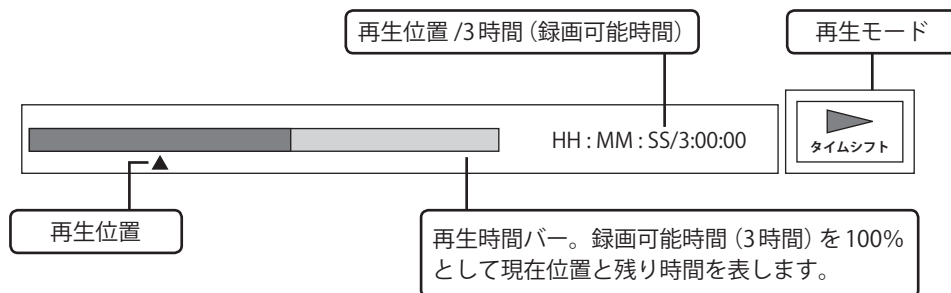 再生位置 /3時間（録画可能時間）
再生モード
HH : MM : SS/3:00:00
タイムシフト
再生位置
再生時間バー。録画可能時間（3時間）を100%
として現在位置と残り時間を表します。